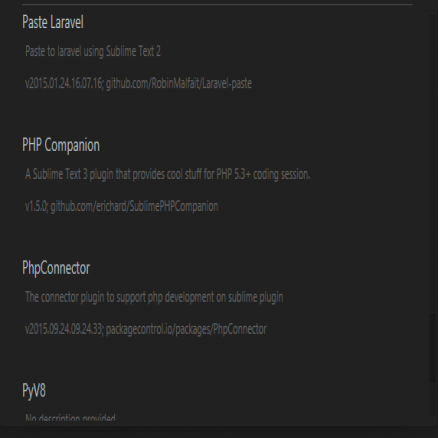 Paste Laravel
Paste to laravel using Sublime Text 2
v2015.01.24.16.07.16; github.com/RobinMalfait/Laravel-paste
PHP Companion
A Sublime Text 3 plugin that provides cool stuff for PHP 5.3+ coding session.
v1.5.0; github.com/erichard/SublimePHPCompanion
PhpConnector
The connector plugin to support php development on sublime plugin
v2015.09.24.09.24.33; packagecontrol.io/packages/PhpConnector
PyV8
No description provided